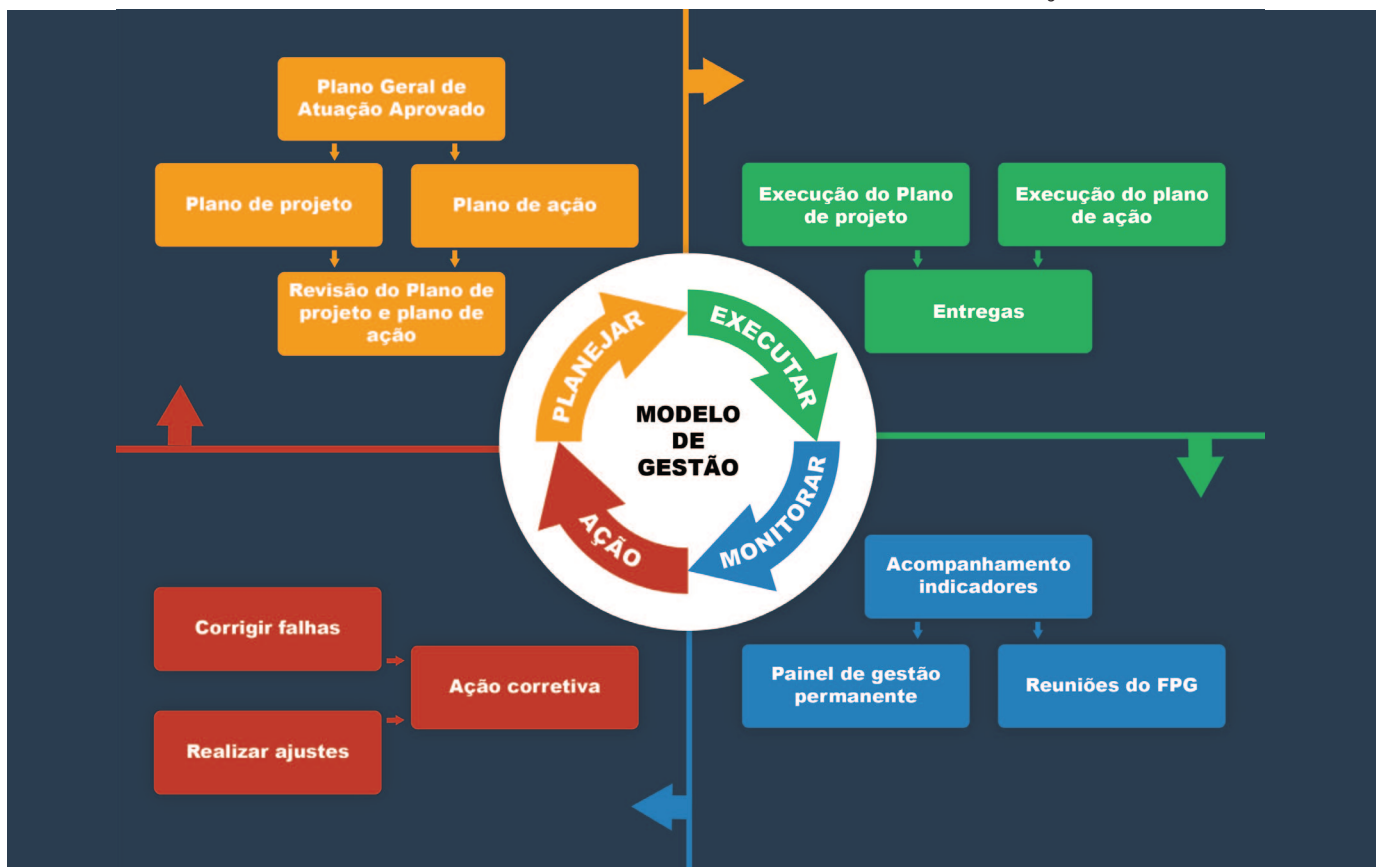 Plano Geral de
Atuação Aprovado
Plano de projeto
Plano de ação
Revisão do Plano de
projeto e plano de
ação
Execução do Plano
de projeto
Execução do plano
de ação
Entregas
PLANEJAR
EXECUTAR
MODELO
DE
GESTÃO
AÇÃO
MONITORAR
Corrigir falhas
Ação corretiva
Realizar ajustes
Acompanhamento
indicadores
Painel de gestão
permanente
Reuniões do FPG